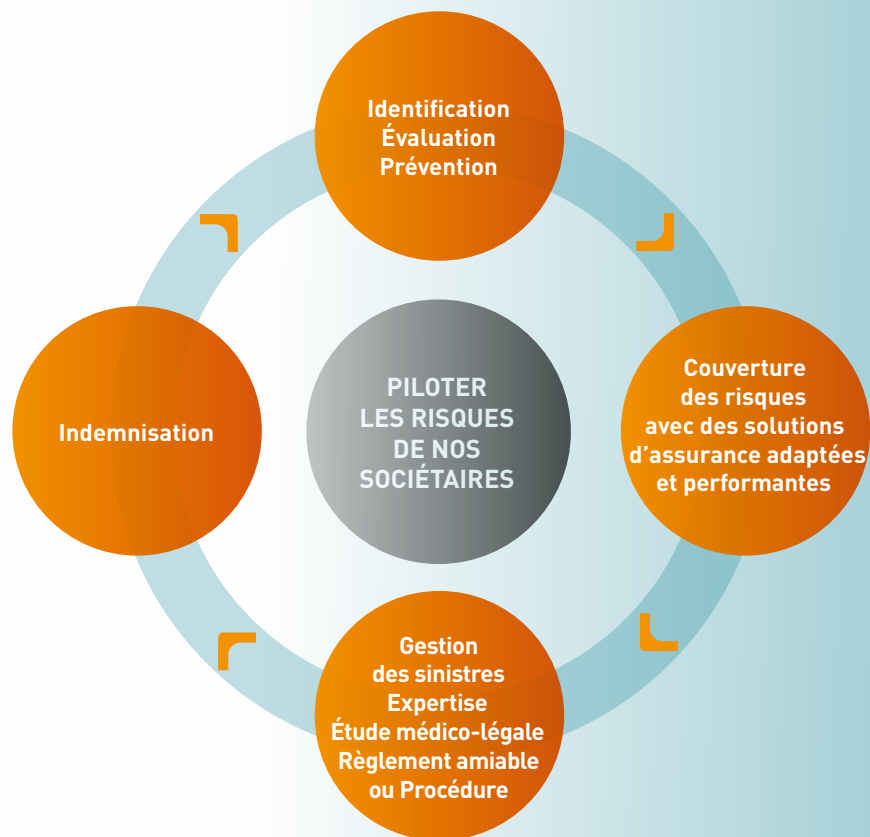 Identification
Évaluation
Prévention
Couverture
des risques
avec des solutions
d’assurance adaptées
et performantes
PILOTER
LES RISQUES
DE NOS
SOCIÉTAIRES
Indemnisation
Gestion
des sinistres
Expertise
Étude médico-légale
Règlement amiable
ou Procédure